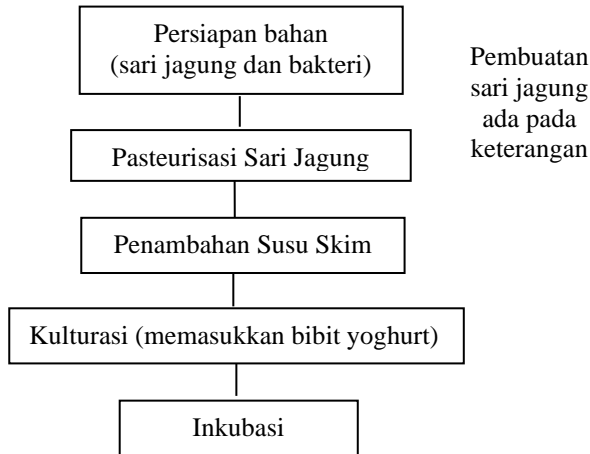 Persiapan bahan
(sari jagung dan bakteri)
Pembuatan
sari jagung
ada pada
keterangan
Pasteurisasi Sari Jagung
Penambahan Susu Skim
Kulturasi (memasukkan bibit yoghurt)
Inkubasi